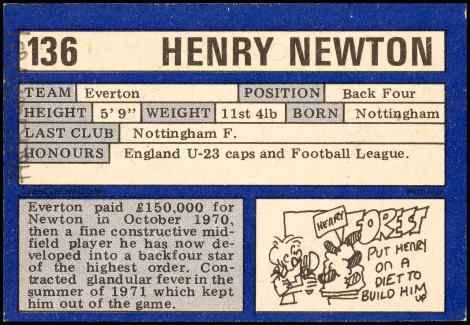 136 HENRY NEWTON
TEAM Everton POSITION Back Four
HEIGHT 5' 9" WEIGHT 11st 4lb BORN Nottingham
LAST CLUB Nottingham F.
HONOURS England U-23 caps and Football League.
Everton paid £150,000 for
Newton in October 1970,
then a fine constructive mid-
field player he has now de-
veloped into a backfour star
of the highest order. Con-
tracted glandular fever in the
summer of 1971 which kept
him out of the game.
HENRY
FOREST
PUT HENRY
ON A
DIET TO
BUILD HIM
UP